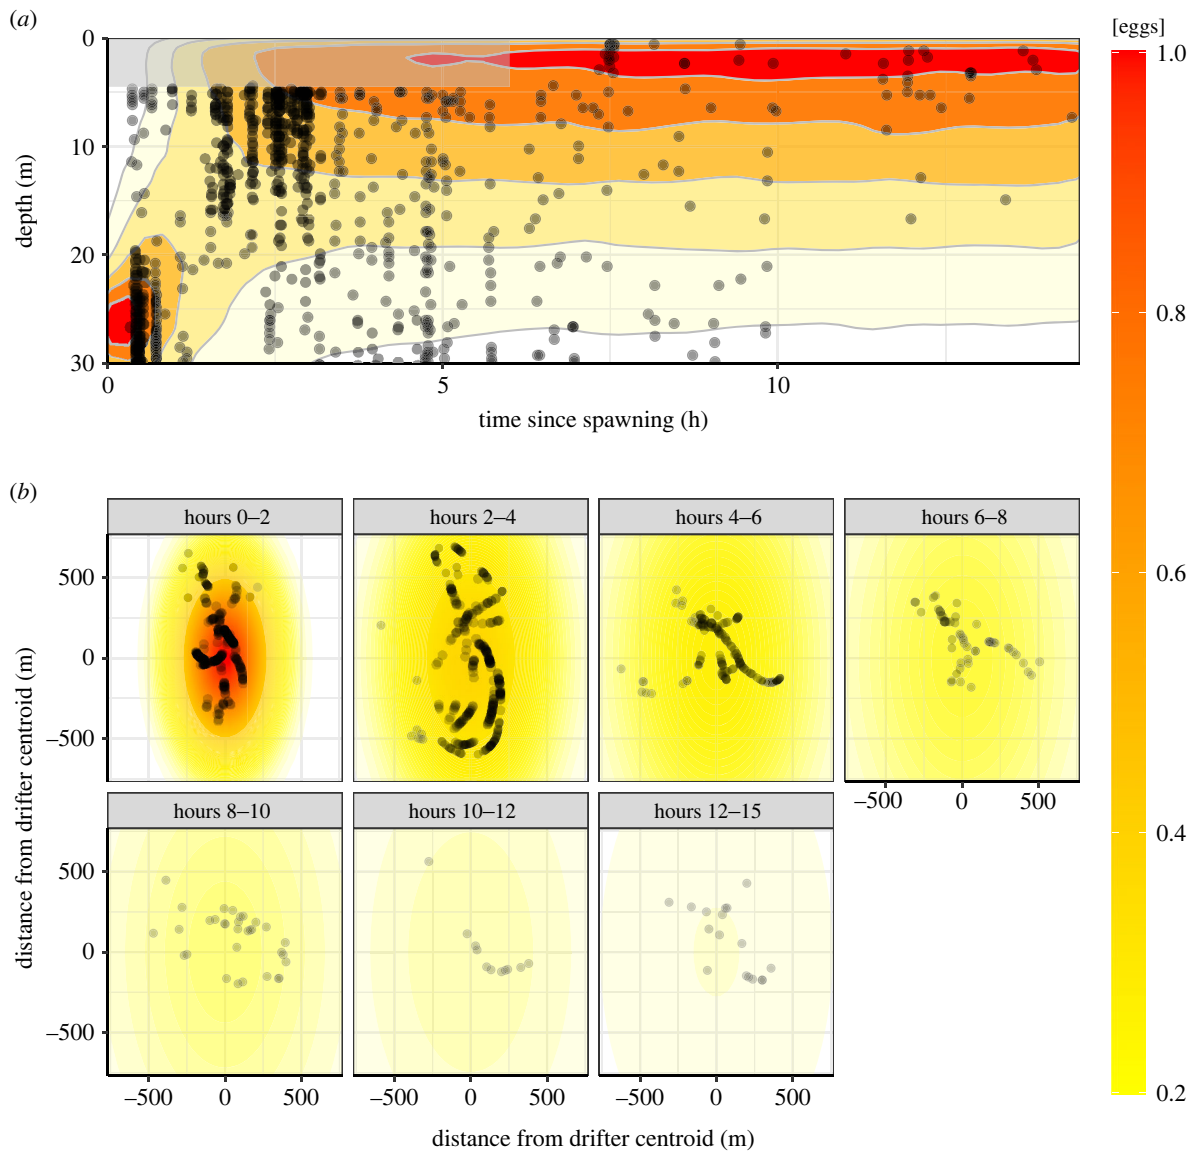 (a)
[eggs]
0
10
20
30
depth (m)
0
5
10
time since spawning (h)
1.0
0.8
0.6
0.4
0.2
(b)
hours 0–2
hours 2–4
hours 4–6
hours 6–8
500
0
–500
–500
0
500
hours 8–10
hours 10–12
hours 12–15
500
0
–500
distance from drifter centroid (m)
–500
0
500
–500
0
500
–500
0
500
distance from drifter centroid (m)